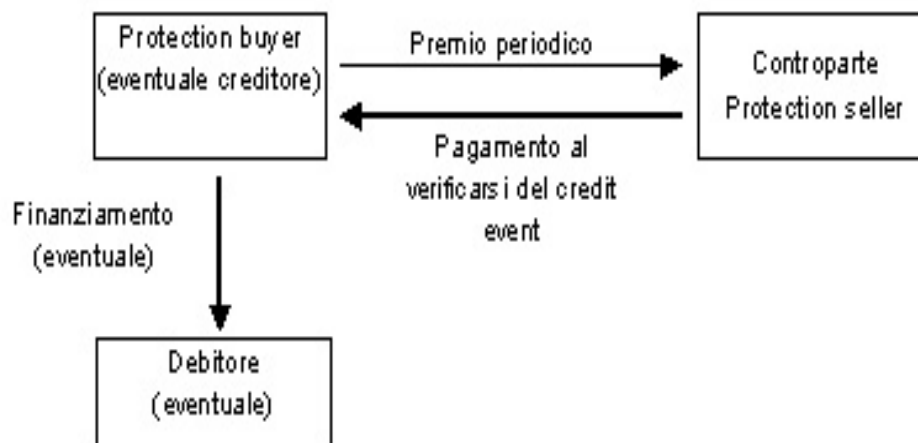 Protection buyer
(eventuale creditore)
Premio periodico
Controparte
Protection seller
Pagamento al
verificarsi del credit
event
Finanziamento
(eventuale)
Debitore
(eventuale)